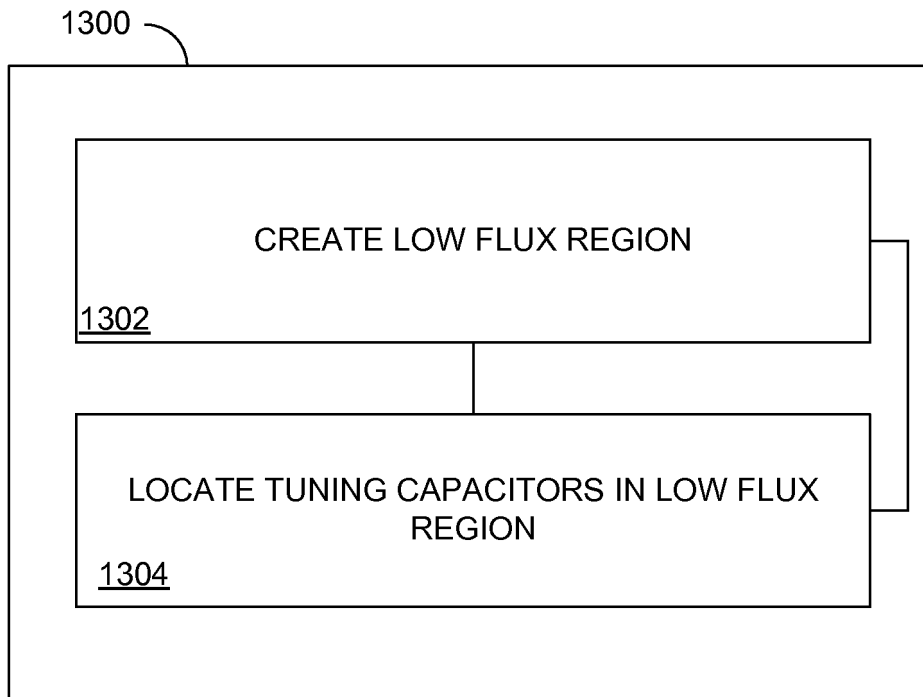 1300
CREATE LOW FLUX REGION
1302
LOCATE TUNING CAPACITORS IN LOW FLUX
REGION
1304